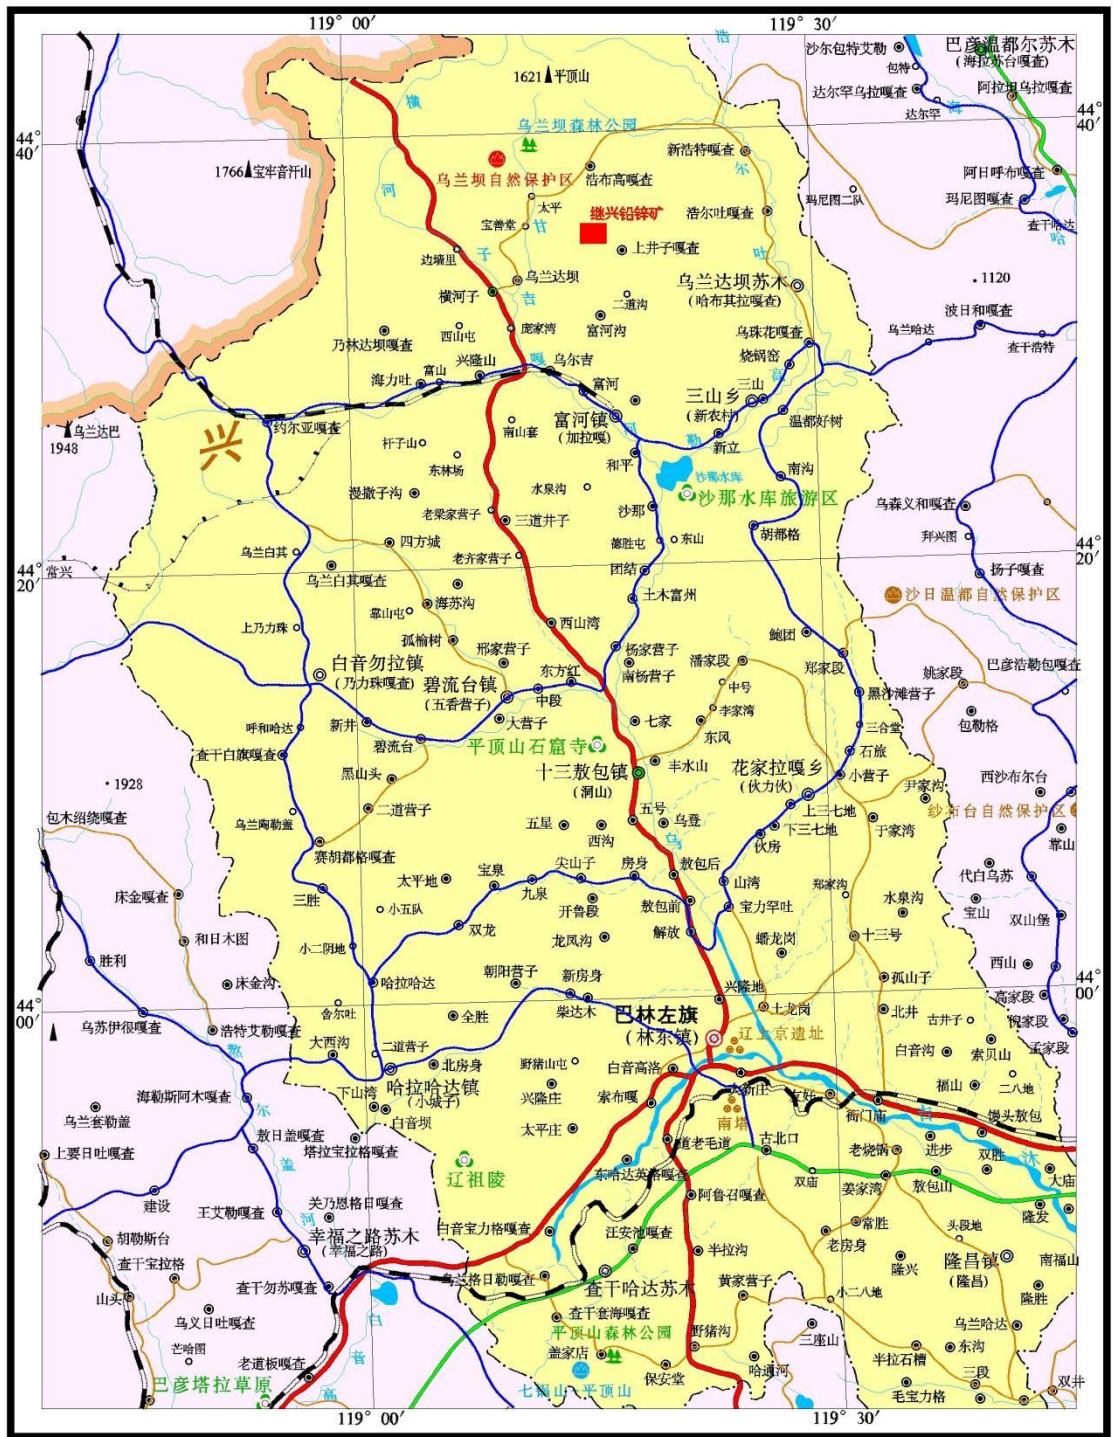 119° 00′
119° 30′
沙尔包特艾勒
巴彦温都尔苏木
(海拉苏台嘎查)
包特
1621 平顶山
横
浩
达尔罕乌拉嘎查
阿拉坦乌拉嘎查
达尔罕
海
乌兰坝森林公园
44°
40′
44°
40′
新浩特嘎查
尔
1766 宝牢音汗山
乌兰坝自然保护区
浩布高嘎查
阿日呼布嘎查
河
玛尼图二队
玛尼图嘎查
太平
继兴铅锌矿
宝善堂
甘
浩尔吐嘎查
查干哈达
哈
边墙里
子
上井子嘎查
吐
乌兰达坝
乌兰达坝苏木
(哈布其拉嘎查)
1120
横河子
吉
二道沟
波日和嘎查
西山屯
庞家湾
富河沟
乌珠花嘎查
乌兰哈达
查干浩特
乃林达坝嘎查
兴隆山
嘎
乌尔吉
烧锅窑
富山
海力吐
富河
三山
高
三山乡
(新农村)
富河镇
(加拉嘎)
温都好树
乌兰达巴
1948
约尔亚嘎查
兴
南山套
河
勒
新立
杆子山
东林场
和平
沙那水库
南沟
漫撒子沟
水泉沟
沙那水库旅游区
乌森义和嘎查
老梁家营子
三道井子
沙那
胡都格
拜兴图
四方城
德胜屯
东山
乌兰白其
老齐家营子
44°
20′
44°
20′
常兴
乌兰白其嘎查
团结
扬子嘎查
海苏沟
土木富州
沙日温都自然保护区
靠山屯
上乃力珠
西山湾
鲍团
孤榆树
邢家营子
杨家营子
潘家段
郑家段
巴彦浩勒包嘎查
白音勿拉镇
(乃力珠嘎查)
碧流台镇
(五香营子)
东方红
南杨营子
姚家段
中段
中号
黑沙滩营子
呼和哈达
新井
大营子
七家
李家湾
三合堂
包勒格
碧流台
平顶山石窟寺
东风
查干白旗嘎查
石旅
黑山头
十三敖包镇
(洞山)
丰水山
花家拉嘎乡
(伙力伙)
小营子
尹家沟
西沙布尔台
1928
二道营子
上三七地
纱布台自然保护区
包木绍绕嘎查
乌兰陶勒盖
五号
乌登
下三七地
于家湾
五星
西沟
乌
伙房
靠山
赛胡都格嘎查
尖山子
房身
敖包后
宝泉
代白乌苏
太平地
九泉
山湾
郑家沟
床金嘎查
三胜
小五队
开鲁段
敖包前
宝力罕吐
水泉沟
宝山
双山堡
双龙
龙凤沟
解放
蟠龙岗
十三号
和日木图
小二阴地
西山
胜利
朝阳营子
新房身
床金沟
哈拉哈达
兴隆地
孤山子
高家段
44°
00′
44°
00′
舍尔吐
柴达木
土龙岗
全胜
巴林左旗
(林东镇)
北井
古井子
倪家段
乌苏伊很嘎查
浩特艾勒嘎查
辽上京遗址
大西沟
二道营子
北房身
野猪山屯
白音高洛
白音沟
索贝山
孟家段
熬
哈拉哈达镇
(小城子)
下山湾
福山
二八地
海勒斯阿木嘎查
兴隆庄
索布嘎
友好
衙门庙
馒头敖包
乌兰套勒盖
尔
白音坝
太平庄
南塔
吉
敖日盖嘎查
塔拉宝拉格嘎查
道老毛道
古北口
进步
沐
上要日吐嘎查
老烧锅
双胜
盖
辽祖陵
东哈达英格嘎查
双庙
姜家湾
敖包山
大庙
建设
关乃恩格日嘎查
阿鲁召嘎查
王艾勒嘎查
河
常胜
隆发
胡勒斯台
幸福之路苏木
(幸福之路)
白音宝力格嘎查
汪安池嘎查
半拉沟
老房身
头段地
查干宝拉格
隆兴
隆昌镇
(隆昌)
南福山
查干勿苏嘎查
乌兰格日勒嘎查
查干哈达苏木
黄家营子
山头
小二八地
隆胜
乌义日吐嘎查
白
查干套海嘎查
平顶山森林公园
野猪沟
三座山
乌兰哈达
芒哈图
音
老道板嘎查
盖家店
哈通河
半拉石槽
东沟
巴彦塔拉草原
高
七锅山-平顶山
保安堂
毛宝力格
三段
双井
119° 00′
119° 30′